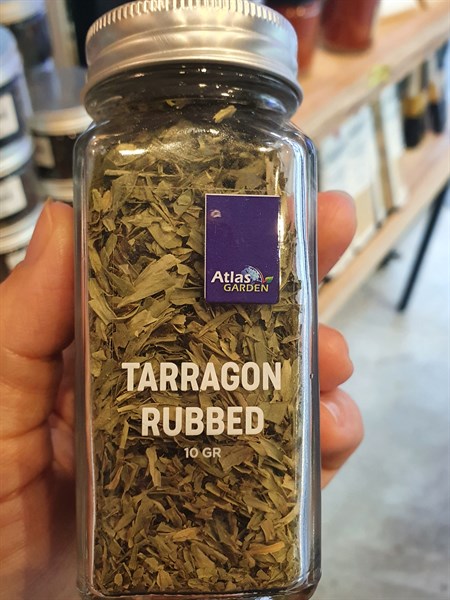 Atlas
GARDEN
TARRAGON
RUBBED
10 GR